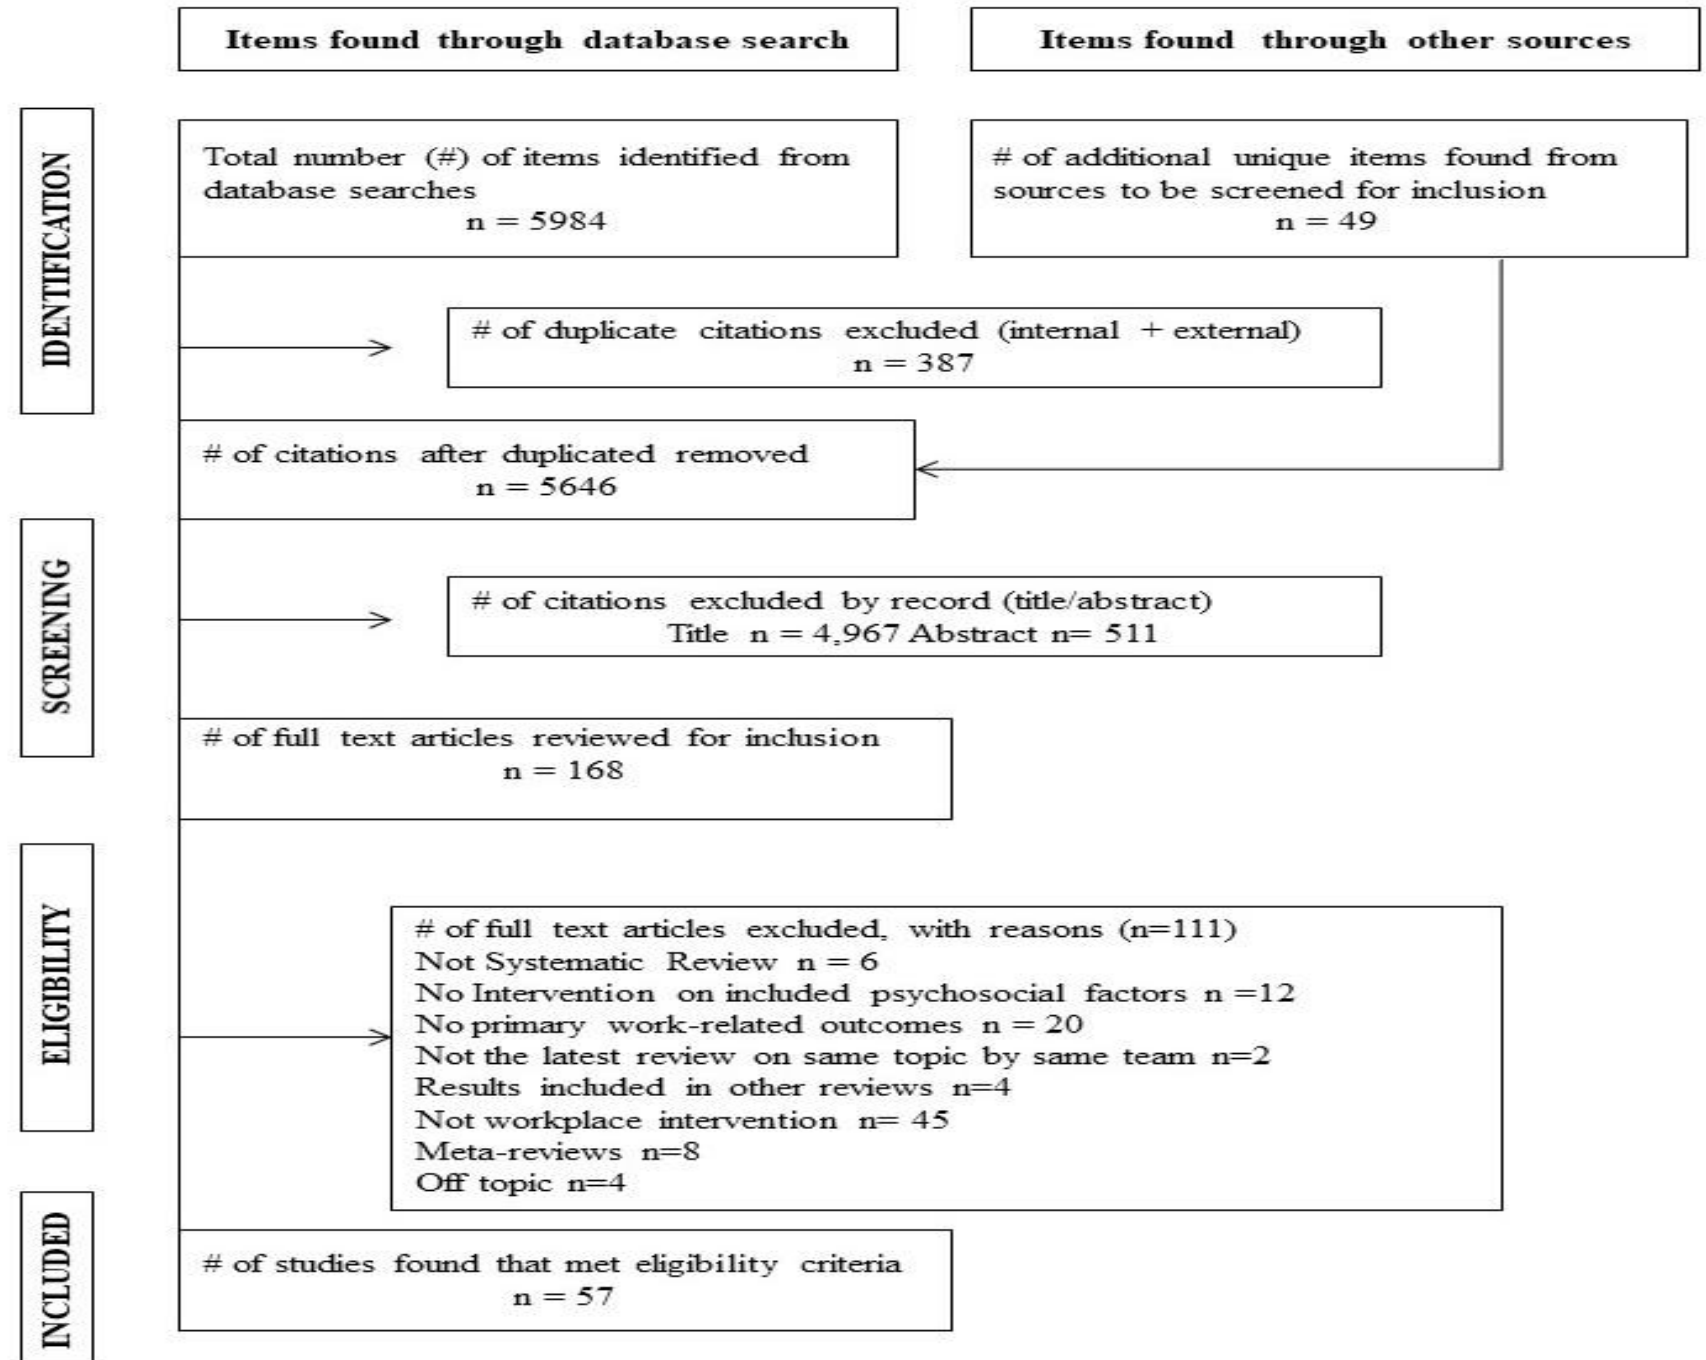 Items found through database search
Items found through other sources
IDENTIFICATION
Total number (#) of items identified from
database searches
n = 5984
# of additional unique items found from
sources to be screened for inclusion
n = 49
# of duplicate citations excluded (internal + external)
n = 387
# of citations after duplicated removed
n = 5646
SCREENING
# of citations excluded by record (title/abstract)
Title n = 4,967 Abstract n= 511
# of full text articles reviewed for inclusion
n = 168
ELIGIBILITY
# of full text articles excluded, with reasons (n=111)
Not Systematic Review n = 6
No Intervention on included psychosocial factors n =12
No primary work-related outcomes n = 20
Not the latest review on same topic by same team n=2
Results included in other reviews n=4
Not workplace intervention n= 45
Meta-reviews n=8
Off topic n=4
INCLUDED
# of studies found that met eligibility criteria
n = 57